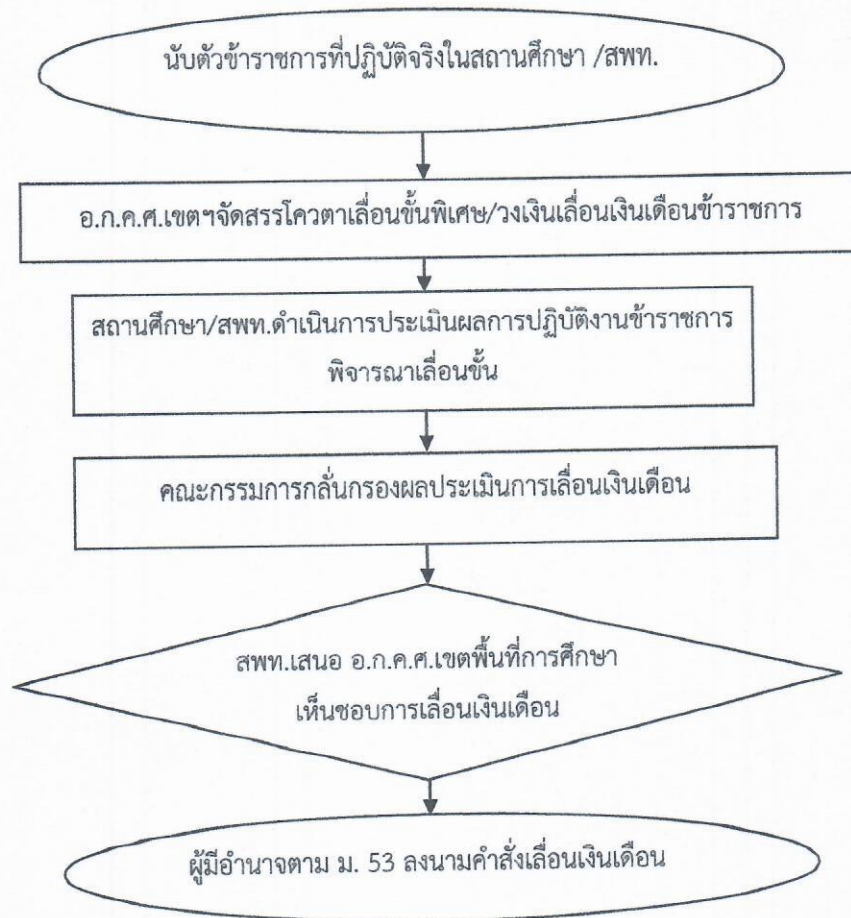 นับตัวข้าราชการที่ปฏิบัติจริงในสถานศึกษา /สพท.
อ.ก.ค.ศ.เขตฯจัดสรรโควตาเลื่อนขั้นพิเศษ/วงเงินเลื่อนเงินเดือนข้าราชการ
สถานศึกษา/สพท.ดำเนินการประเมินผลการปฏิบัติงานข้าราชการ
พิจารณาเลื่อนขั้น
คณะกรรมการกลั่นกรองผลประเมินการเลื่อนเงินเดือน
สพท.เสนอ อ.ก.ค.ศ.เขตพื้นที่การศึกษา
เห็นชอบการเลื่อนเงินเดือน
ผู้มีอำนาจตาม ม. 53 ลงนามคำสั่งเลื่อนเงินเดือน